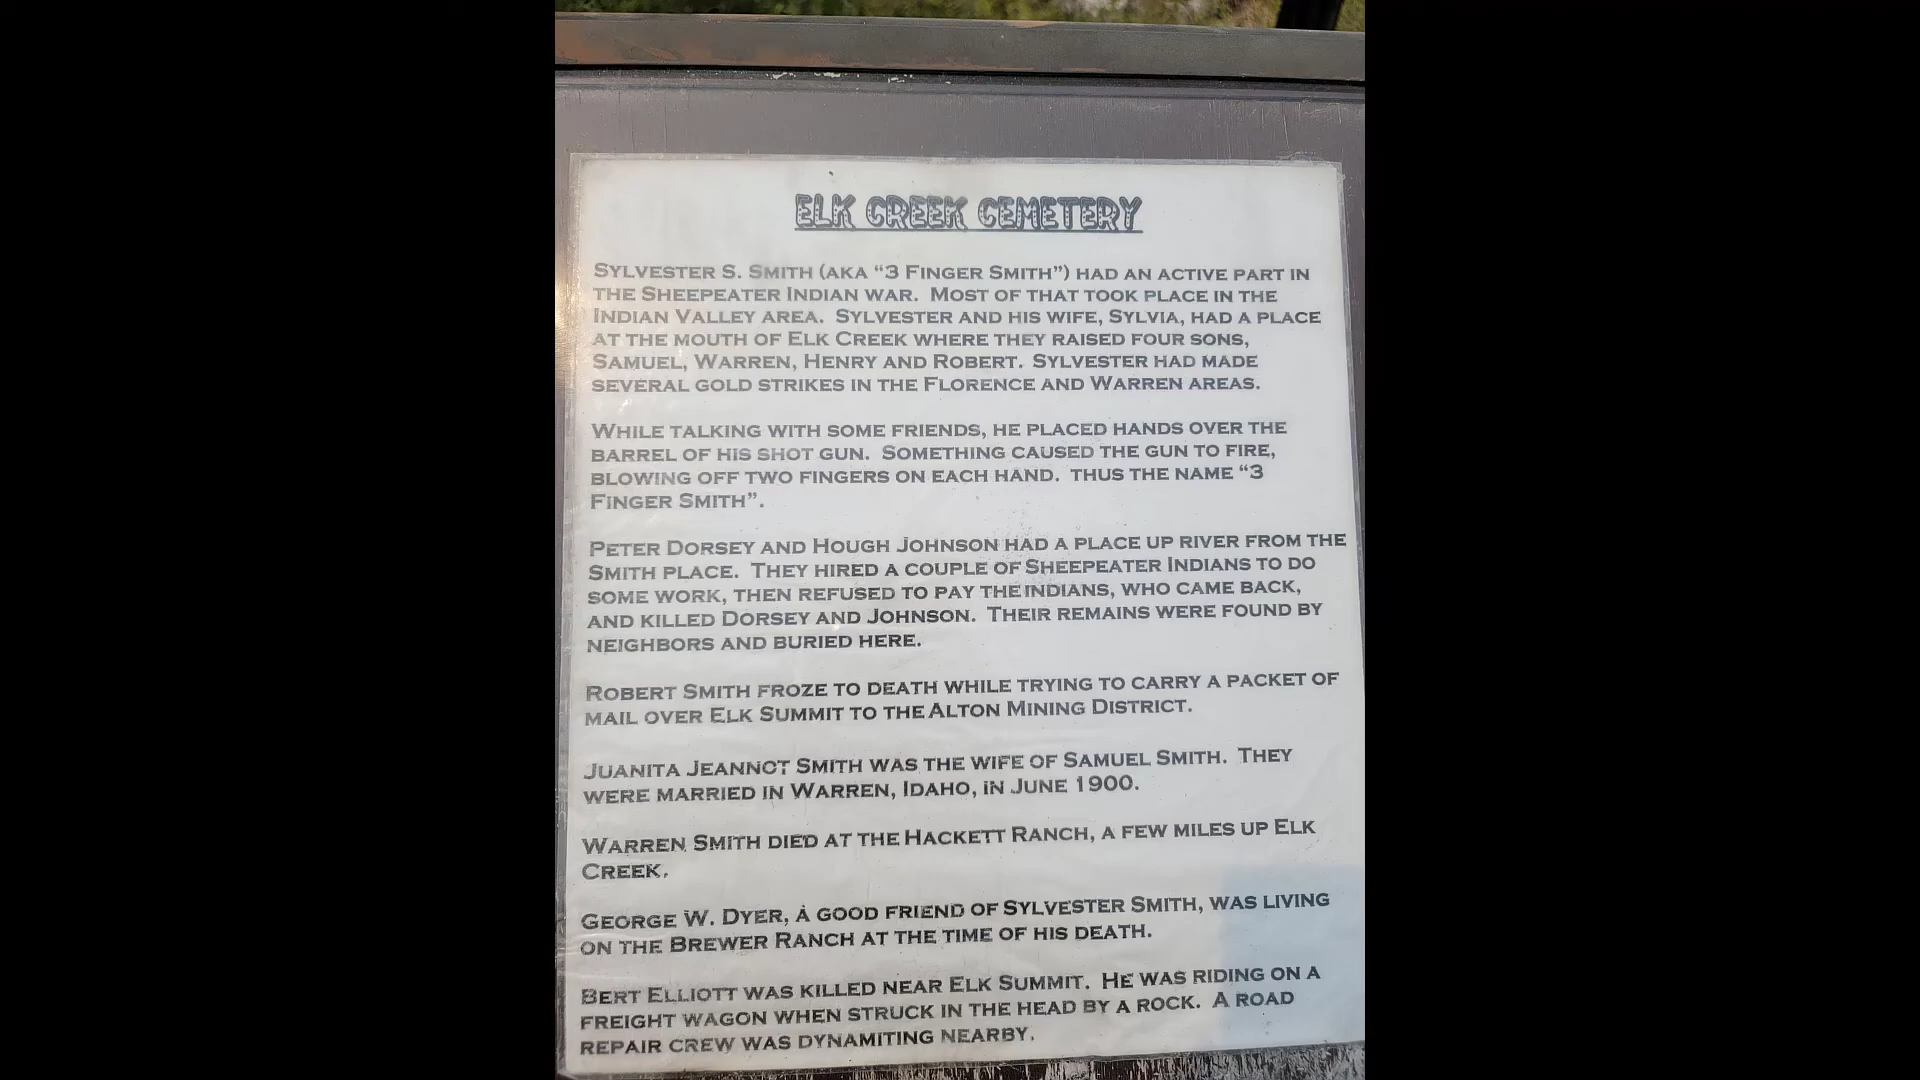 ELK CREEK CEMETERY
SYLVESTER S. SMITH (AKA “3 FINGER SMITH”) HAD AN ACTIVE PART IN
THE SHEEPEATER INDIAN WAR. MOST OF THAT TOOK PLACE IN THE
INDIAN VALLEY AREA. SYLVESTER AND HIS WIFE, SYLVIA, HAD A PLACE
AT THE MOUTH OF ELK CREEK WHERE THEY RAISED FOUR SONS,
SAMUEL, WARREN, HENRY AND ROBERT. SYLVESTER HAD MADE
SEVERAL GOLD STRIKES IN THE FLORENCE AND WARREN AREAS.
WHILE TALKING WITH SOME FRIENDS, HE PLACED HANDS OVER THE
BARREL OF HIS SHOT GUN. SOMETHING CAUSED THE GUN TO FIRE,
BLOWING OFF TWO FINGERS ON EACH HAND. THUS THE NAME “3
FINGER SMITH”.
PETER DORSEY AND HOUGH JOHNSON HAD A PLACE UP RIVER FROM THE
SMITH PLACE. THEY HIRED A COUPLE OF SHEEPEATER INDIANS TO DO
SOME WORK, THEN REFUSED TO PAY THE INDIANS, WHO CAME BACK,
AND KILLED DORSEY AND JOHNSON. THEIR REMAINS WERE FOUND BY
NEIGHBORS AND BURIED HERE.
ROBERT SMITH FROZE TO DEATH WHILE TRYING TO CARRY A PACKET OF
MAIL OVER ELK SUMMIT TO THE ALTON MINING DISTRICT.
JUANITA JEANNOT SMITH WAS THE WIFE OF SAMUEL SMITH. THEY
WERE MARRIED IN WARREN, IDAHO, IN JUNE 1900.
WARREN SMITH DIED AT THE HACKETT RANCH, A FEW MILES UP ELK
CREEK.
GEORGE W. DYER, A GOOD FRIEND OF SYLVESTER SMITH, WAS LIVING
ON THE BREWER RANCH AT THE TIME OF HIS DEATH.
BERT ELLIOTT WAS KILLED NEAR ELK SUMMIT. HE WAS RIDING ON A
FREIGHT WAGON WHEN STRUCK IN THE HEAD BY A ROCK. A ROAD
REPAIR CREW WAS DYNAMITING NEARBY.